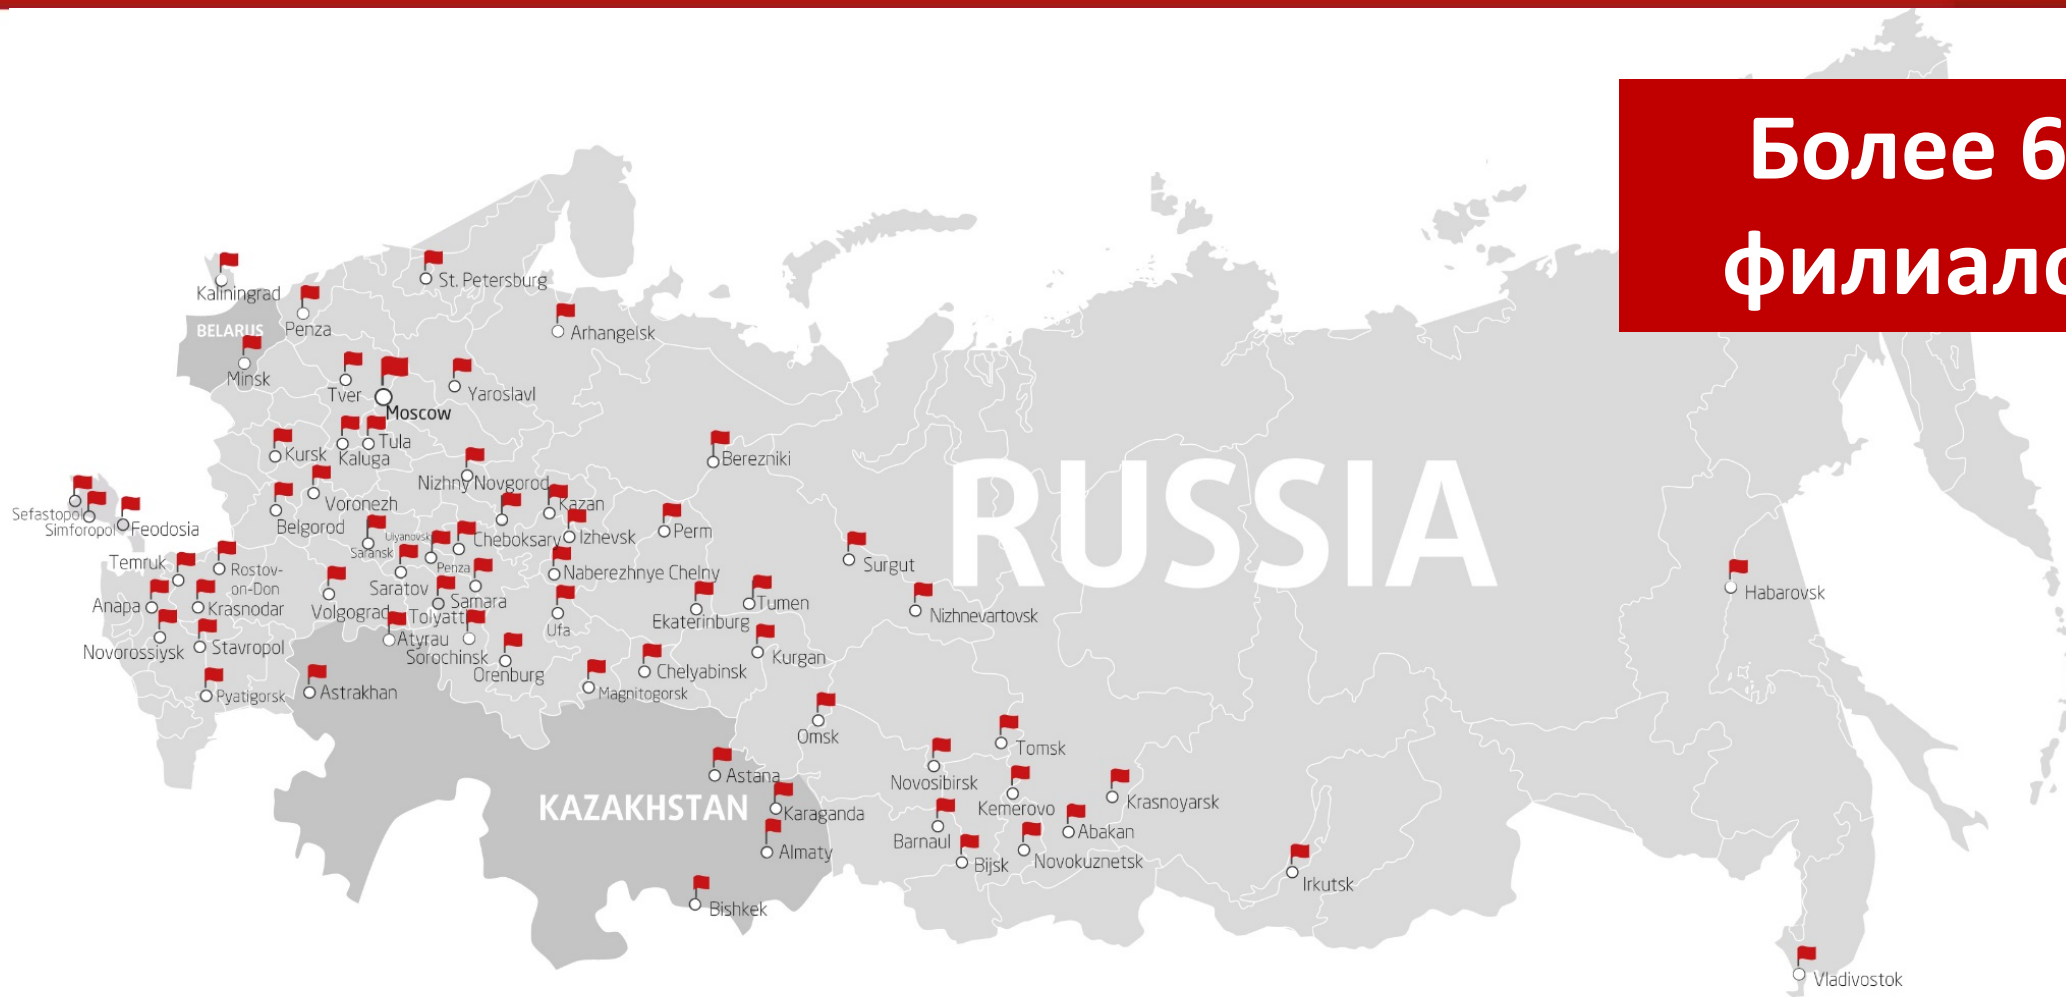 Более 6
филиало
Kaliningrad
St. Petersburg
BELARUS
Penza
Arhangelsk
Minsk
Tver
Yaroslavl
Moscow
Tula
Kursk
Kaluga
Berezniki
RUSSIA
Nizhny Novgorod
Voronezh
Kazan
Sefastopol
Simforopol
Feodosia
Belgorod
Perm
Ulyanovsk
Cheboksary
Izhevsk
Saransk
Temruk
Rostov-
on-Don
Penza
Surgut
Naberezhnye Chelny
Saratov
Habarovsk
Anapa
Krasnodar
Volgograd
Samara
Tumen
Tolyatti
Ekaterinburg
Nizhnevartovsk
Ufa
Atyrau
Novorossiysk
Stavropol
Sorochinsk
Kurgan
Orenburg
Chelyabinsk
Pyatigorsk
Astrakhan
Magnitogorsk
Omsk
Tomsk
Astana
Novosibirsk
KAZAKHSTAN
Karaganda
Kemerovo
Krasnoyarsk
Abakan
Barnaul
Almaty
Bijsk
Novokuznetsk
Irkutsk
Bishkek
Vladivostok